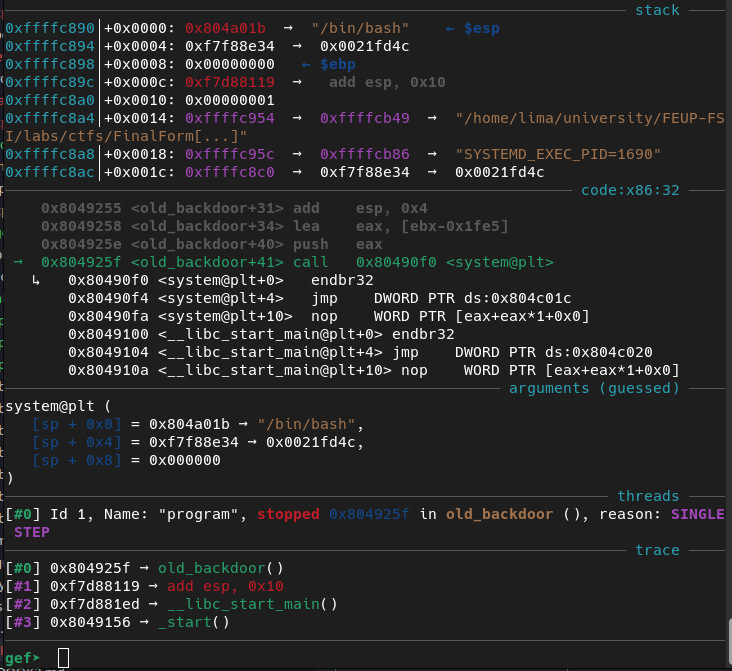 stack
0xffffc890│+0x0000: 0x804a01b  →  "/bin/bash"    ← $esp
0xffffc894│+0x0004: 0xf7f88e34  →  0x0021fd4c
0xffffc898│+0x0008: 0x00000000   ← $ebp
0xffffc89c│+0x000c: 0xf7d88119  →   add esp, 0x10
0xffffc8a0│+0x0010: 0x00000001
0xffffc8a4│+0x0014: 0xffffc954  →  0xffffcb49  →  "/home/lima/university/FEUP-FS
I/labs/ctfs/FinalForm[...]"
0xffffc8a8│+0x0018: 0xffffc95c  →  0xffffcb86  →  "SYSTEMD_EXEC_PID=1690"
0xffffc8ac│+0x001c: 0xffffc8c0  →  0xf7f88e34  →  0x0021fd4c
code:x86:32
0x8049255 <old_backdoor+31> add    esp, 0x4
0x8049258 <old_backdoor+34> lea    eax, [ebx-0x1fe5]
0x804925e <old_backdoor+40> push   eax
→  0x804925f <old_backdoor+41> call   0x80490f0 <system@plt>
↳   0x80490f0 <system@plt+0>   endbr32
0x80490f4 <system@plt+4>   jmp    DWORD PTR ds:0x804c01c
0x80490fa <system@plt+10>  nop    WORD PTR [eax+eax*1+0x0]
0x8049100 <__libc_start_main@plt+0> endbr32
0x8049104 <__libc_start_main@plt+4> jmp    DWORD PTR ds:0x804c020
0x804910a <__libc_start_main@plt+10> nop    WORD PTR [eax+eax*1+0x0]
arguments (guessed)
system@plt (
[sp + 0x0] = 0x804a01b → "/bin/bash",
[sp + 0x4] = 0xf7f88e34 → 0x0021fd4c,
[sp + 0x8] = 0x000000
)
threads
[#0] Id 1, Name: "program", stopped 0x804925f in old_backdoor (), reason: SINGLE
STEP
trace
[#0] 0x804925f → old_backdoor()
[#1] 0xf7d88119 → add esp, 0x10
[#2] 0xf7d881ed → __libc_start_main()
[#3] 0x8049156 → _start()
gef➤